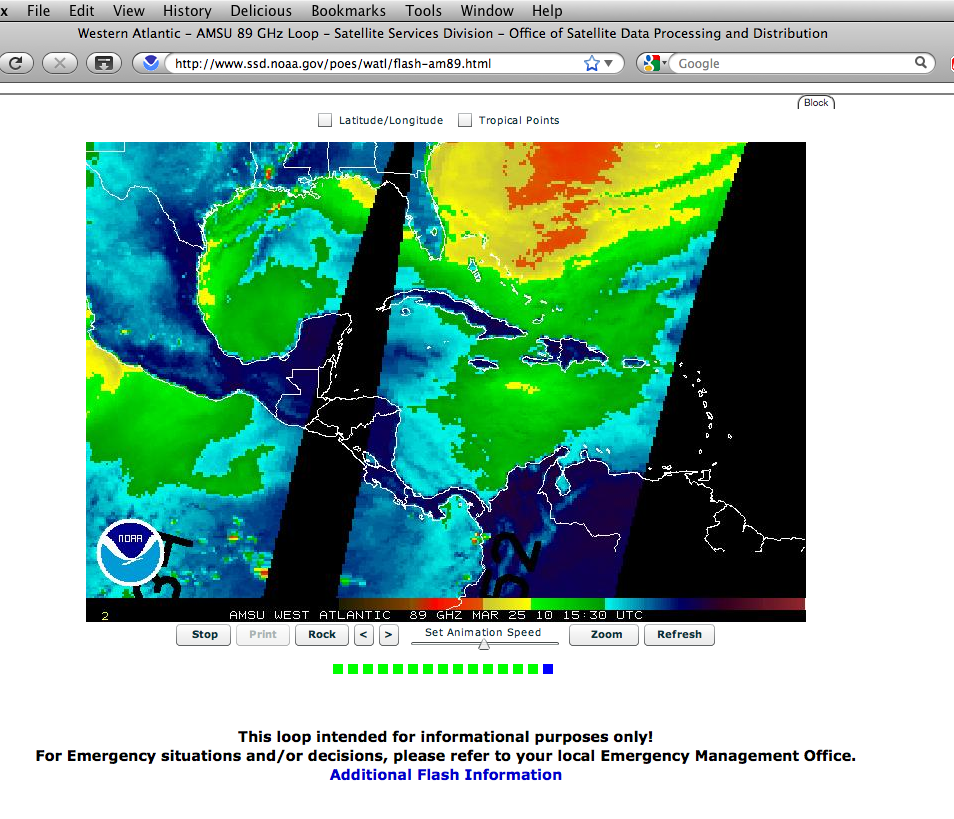 x File Edit View History Delicious Bookmarks Tools Window Help
Western Atlantic – AMSU 89 GHz Loop – Satellite Services Division – Office of Satellite Data Processing and Distribution
http://www.ssd.noaa.gov/poes/watl/flash-am89.html Google
Block
Latitude/Longitude Tropical Points
NOAA
2 AMSU WEST ATLANTIC 89 GHZ MAR 25 10 15:30 UTC
Stop Print Rock < > Set Animation Speed Zoom Refresh
This loop intended for informational purposes only!
For Emergency situations and/or decisions, please refer to your local Emergency Management Office.
Additional Flash Information